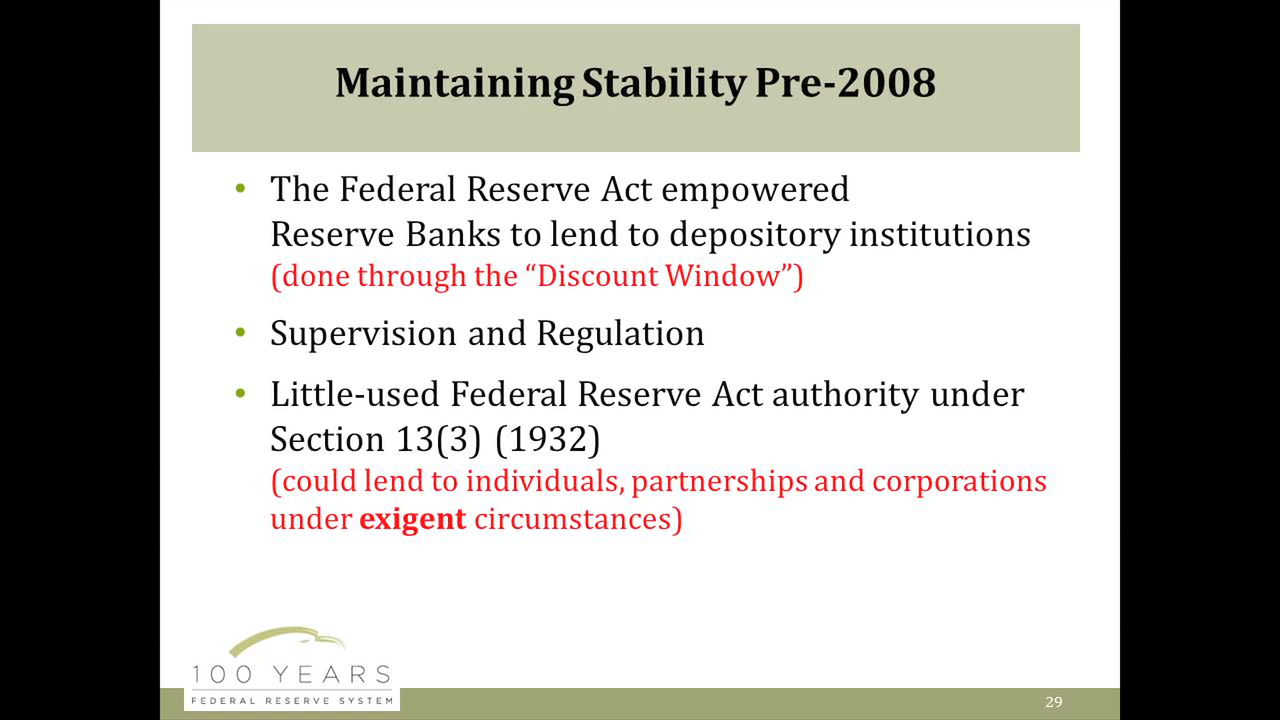 Maintaining Stability Pre-2008
• The Federal Reserve Act empowered
Reserve Banks to lend to depository institutions
(done through the “Discount Window”)
• Supervision and Regulation
• Little-used Federal Reserve Act authority under
Section 13(3) (1932)
(could lend to individuals, partnerships and corporations
under exigent circumstances)
100 YEARS
FEDERAL RESERVE SYSTEM
29